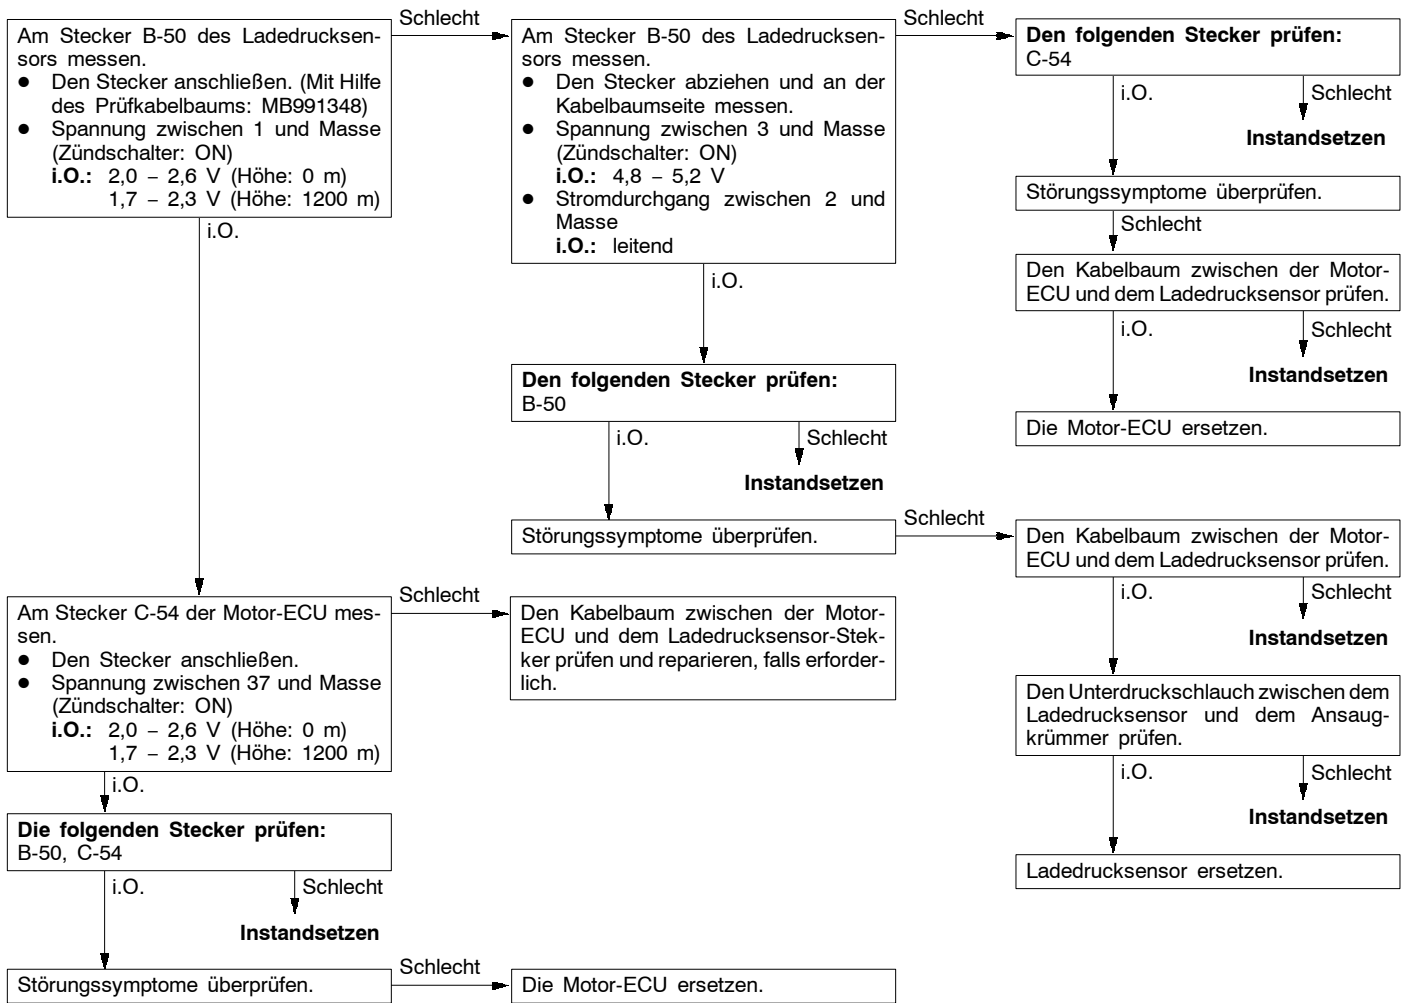 Am Stecker B-50 des Ladedrucksen-
sors messen.
● Den Stecker anschließen. (Mit Hilfe
des Prüfkabelbaums: MB991348)
● Spannung zwischen 1 und Masse
(Zündschalter: ON)
i.O.: 2,0 – 2,6 V (Höhe: 0 m)
1,7 – 2,3 V (Höhe: 1200 m)
Schlecht
i.O.
Am Stecker B-50 des Ladedrucksen-
sors messen.
● Den Stecker abziehen und an der
Kabelbaumseite messen.
● Spannung zwischen 3 und Masse
(Zündschalter: ON)
i.O.: 4,8 – 5,2 V
● Stromdurchgang zwischen 2 und
Masse
i.O.: leitend
Schlecht
i.O.
Den folgenden Stecker prüfen:
C-54
i.O.
Schlecht
Instandsetzen
Störungssymptome überprüfen.
Schlecht
Den Kabelbaum zwischen der Motor-
ECU und dem Ladedrucksensor prüfen.
i.O.
Schlecht
Instandsetzen
Die Motor-ECU ersetzen.
Den folgenden Stecker prüfen:
B-50
i.O.
Schlecht
Instandsetzen
Störungssymptome überprüfen.
Schlecht
Den Kabelbaum zwischen der Motor-
ECU und dem Ladedrucksensor prüfen.
i.O.
Schlecht
Instandsetzen
Den Unterdruckschlauch zwischen dem
Ladedrucksensor und dem Ansaug-
krümmer prüfen.
i.O.
Schlecht
Instandsetzen
Ladedrucksensor ersetzen.
Am Stecker C-54 der Motor-ECU mes-
sen.
● Den Stecker anschließen.
● Spannung zwischen 37 und Masse
(Zündschalter: ON)
i.O.: 2,0 – 2,6 V (Höhe: 0 m)
1,7 – 2,3 V (Höhe: 1200 m)
Schlecht
Den Kabelbaum zwischen der Motor-
ECU und dem Ladedrucksensor-Stek-
ker prüfen und reparieren, falls erforder-
lich.
i.O.
Die folgenden Stecker prüfen:
B-50, C-54
i.O.
Schlecht
Instandsetzen
Störungssymptome überprüfen.
Schlecht
Die Motor-ECU ersetzen.